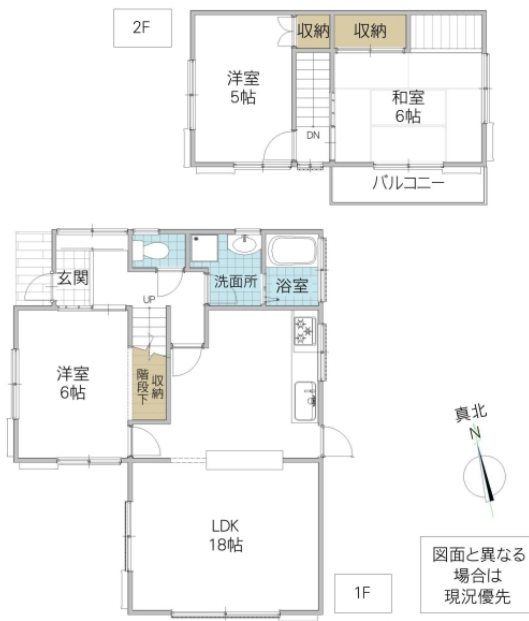 2F
収納
収納
洋室
5帖
和室
6帖
DN
バルコニー
玄関
洗面所
浴室
UP
洋室
6帖
階段下
収納
真北
N
LDK
18帖
1F
図面と異なる
場合は
現況優先